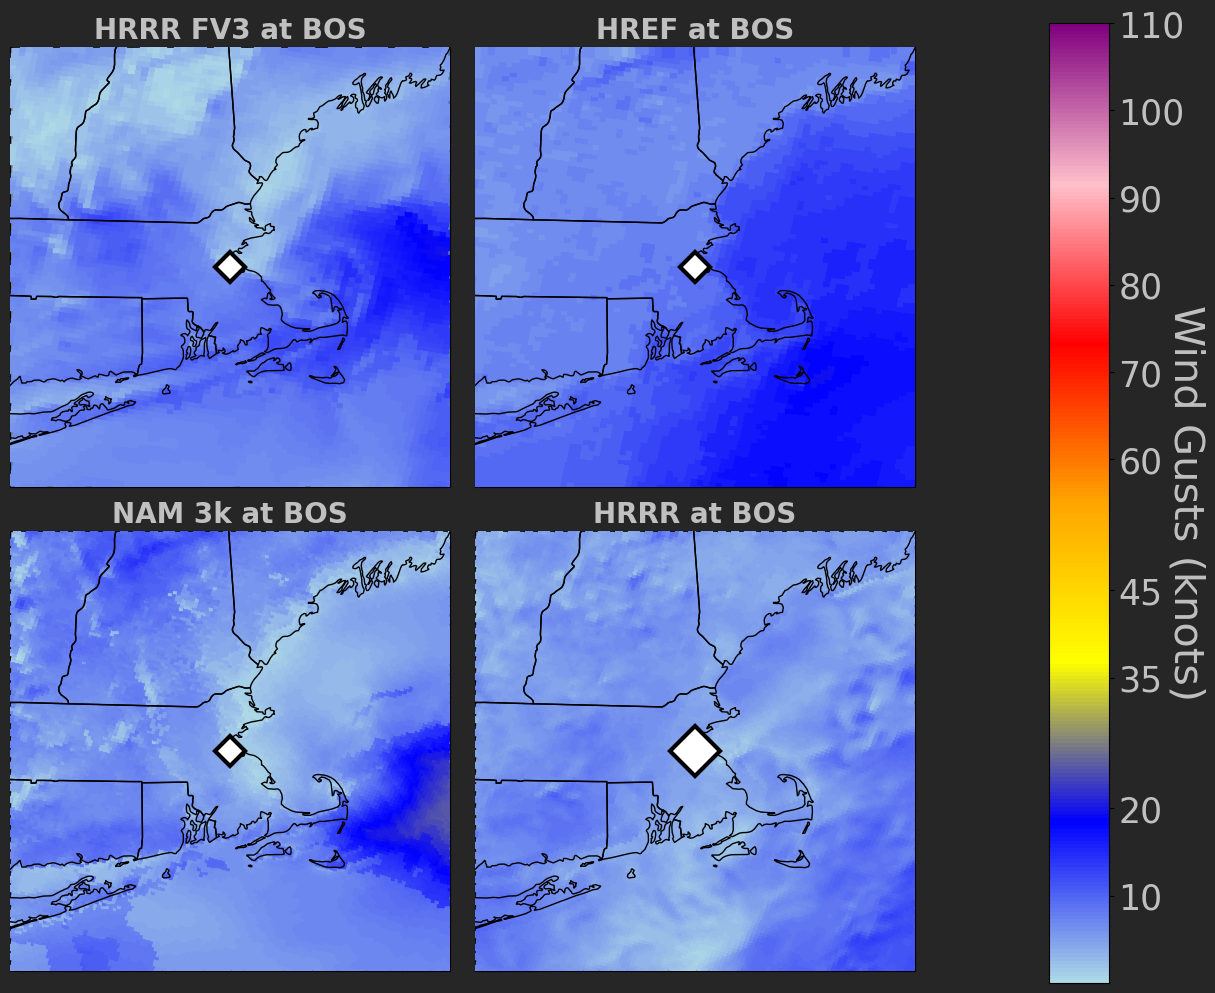 HRRR FV3 at BOS
HREF at BOS
NAM 3k at BOS
HRRR at BOS
110
100
90
80
70
60
45
35
20
10
Wind Gusts (knots)